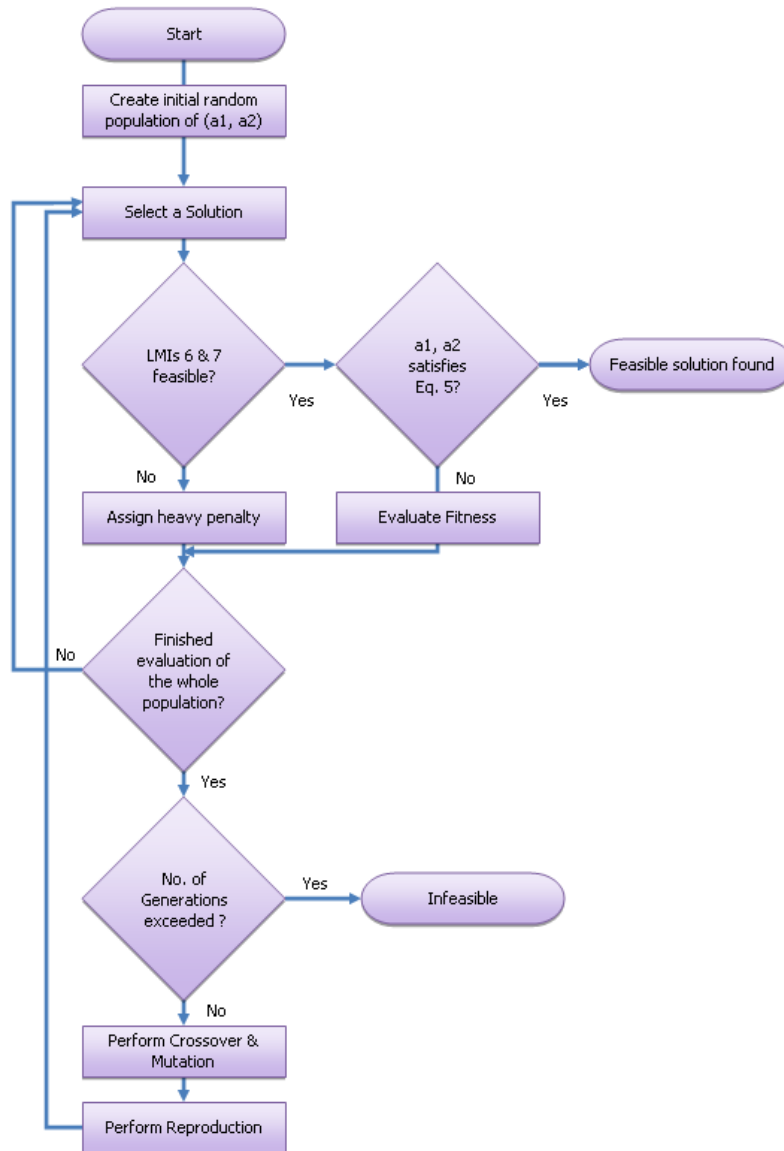 Start
Create initial random
population of (a1, a2)
Select a Solution
LMIs 6 & 7
feasible?
Yes
a1, a2
satisfies
Eq. 5?
Yes
Feasible solution found
No
No
Assign heavy penalty
Evaluate Fitness
No
Finished
evaluation of
the whole
population?
Yes
No. of
Generations
exceeded ?
Yes
Infeasible
No
Perform Crossover &
Mutation
Perform Reproduction